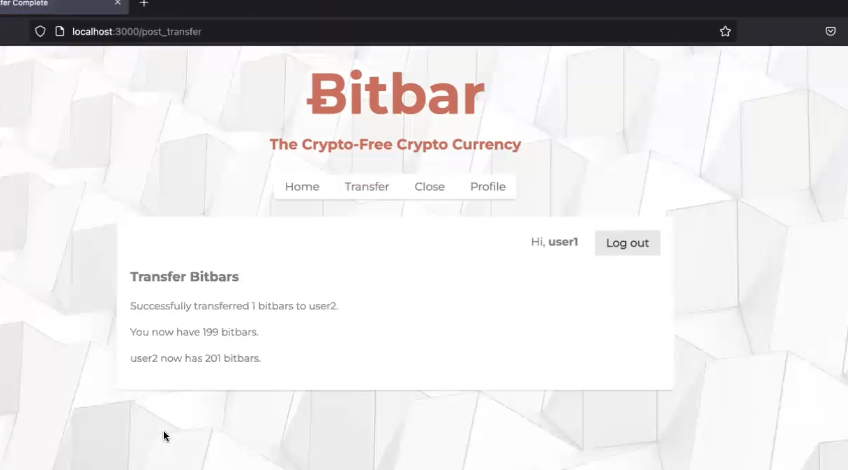 fer Complete
localhost:3000/post_transfer
Bitbar
The Crypto-Free Crypto Currency
Home Transfer Close Profile
Hi, user1 Log out
Transfer Bitbars
Successfully transferred 1 bitbars to user2.
You now have 199 bitbars.
user2 now has 201 bitbars.